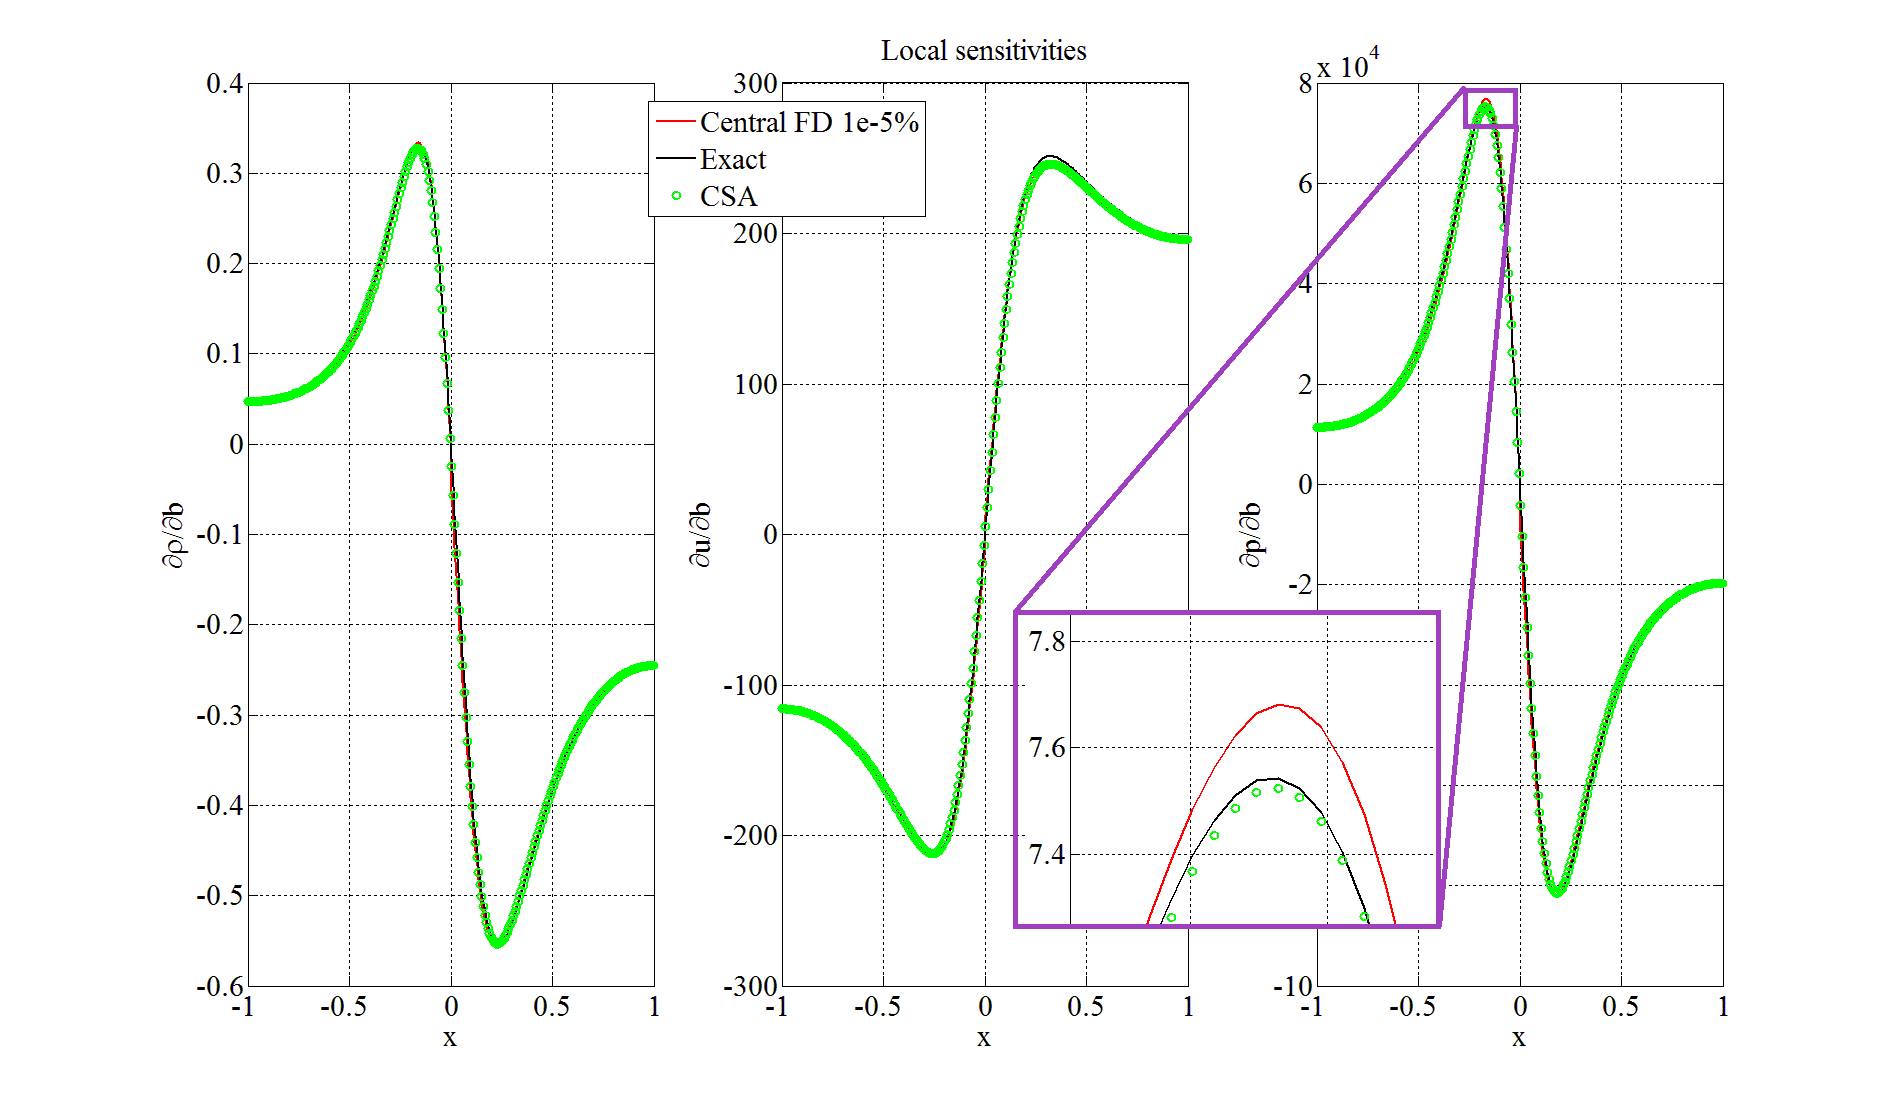 Local sensitivities
0.4
0.3
0.2
0.1
0
-0.1
-0.2
-0.3
-0.4
-0.5
-0.6
∂ρ/∂b
-1 -0.5 0 0.5 1
x
300
200
100
0
-100
-200
-300
∂u/∂b
-1 -0.5 0 0.5 1
x
Central FD 1e-5%
Exact
CSA
x 10^4
8
6
4
2
0
-2
-10
∂p/∂b
-1 -0.5 0 0.5 1
x
7.8
7.6
7.4